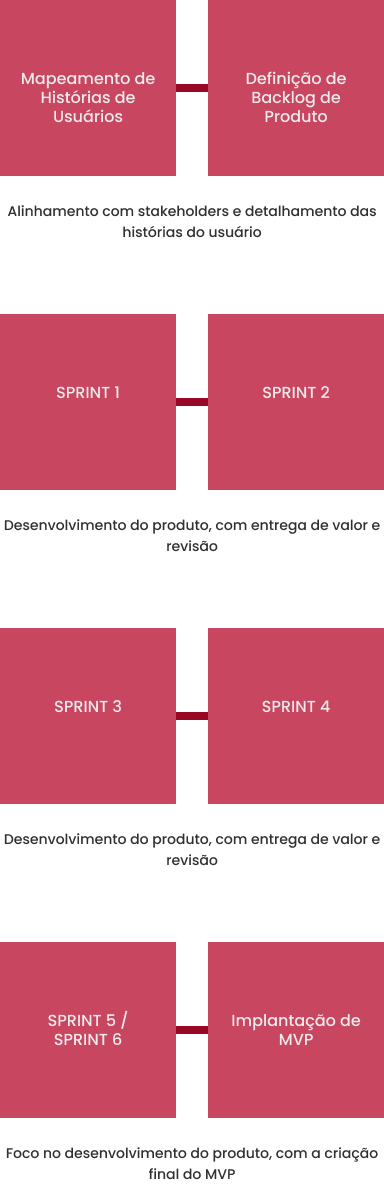 Mapeamento de
Histórias de
Usuários
Definição de
Backlog de
Produto
Alinhamento com stakeholders e detalhamento das
histórias do usuário
SPRINT 1
SPRINT 2
Desenvolvimento do produto, com entrega de valor e
revisão
SPRINT 3
SPRINT 4
Desenvolvimento do produto, com entrega de valor e
revisão
SPRINT 5 /
SPRINT 6
Implantação de
MVP
Foco no desenvolvimento do produto, com a criação
final do MVP